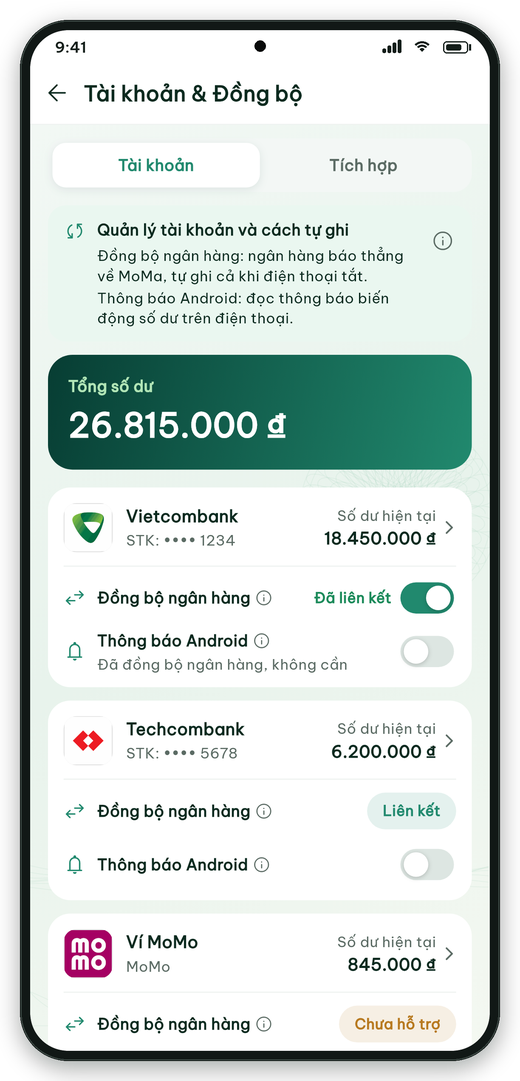 9:41
Tài khoản & Đồng bộ
Tài khoản
Tích hợp
Quản lý tài khoản và cách tự ghi
Đồng bộ ngân hàng: ngân hàng báo thẳng
về MoMa, tự ghi cả khi điện thoại tắt.
Thông báo Android: đọc thông báo biến
động số dư trên điện thoại.
Tổng số dư
26.815.000 ₫
Vietcombank
STK: •••• 1234
Số dư hiện tại
18.450.000 ₫
Đồng bộ ngân hàng
Đã liên kết
Thông báo Android
Đã đồng bộ ngân hàng, không cần
Techcombank
STK: •••• 5678
Số dư hiện tại
6.200.000 ₫
Đồng bộ ngân hàng
Liên kết
Thông báo Android
mo
mo
Ví MoMo
MoMo
Số dư hiện tại
845.000 ₫
Đồng bộ ngân hàng
Chưa hỗ trợ